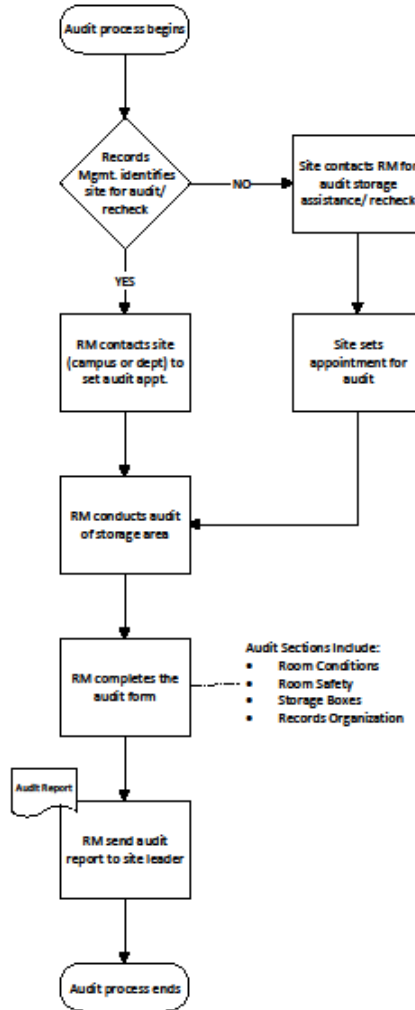 Audit process begins
Records
Mgmt. identifies
site for audit/
recheck
NO
Site contacts RM for
audit storage
assistance/ recheck
YES
RM contacts site
(campus or dept) to
set audit appt.
Site sets
appointment for
audit
RM conducts audit
of storage area
RM completes the
audit form
Audit Sections Include:
• Room Conditions
• Room Safety
• Storage Boxes
• Records Organization
Audit Report
RM send audit
report to site leader
Audit process ends